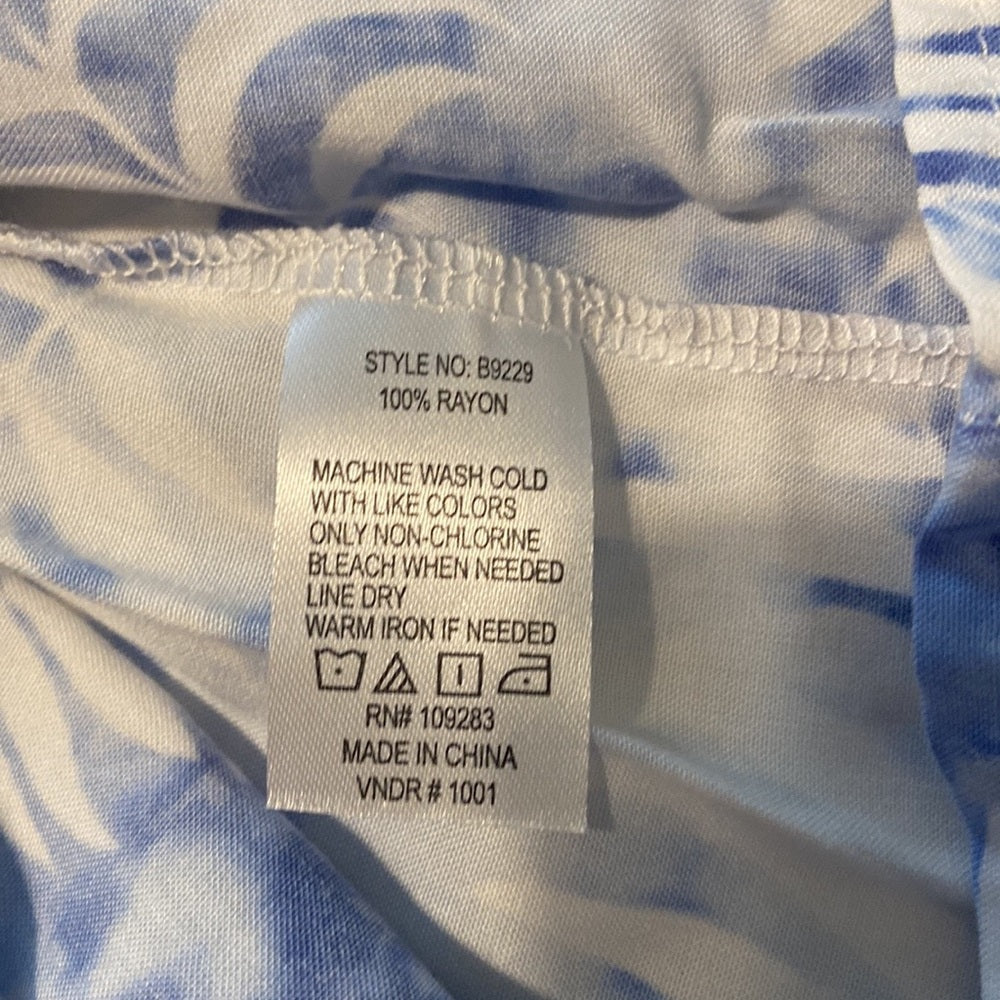 STYLE NO: B9229
100% RAYON
MACHINE WASH COLD
WITH LIKE COLORS
ONLY NON-CHLORINE
BLEACH WHEN NEEDED
LINE DRY
WARM IRON IF NEEDED
RN# 109283
MADE IN CHINA
VNDR # 1001